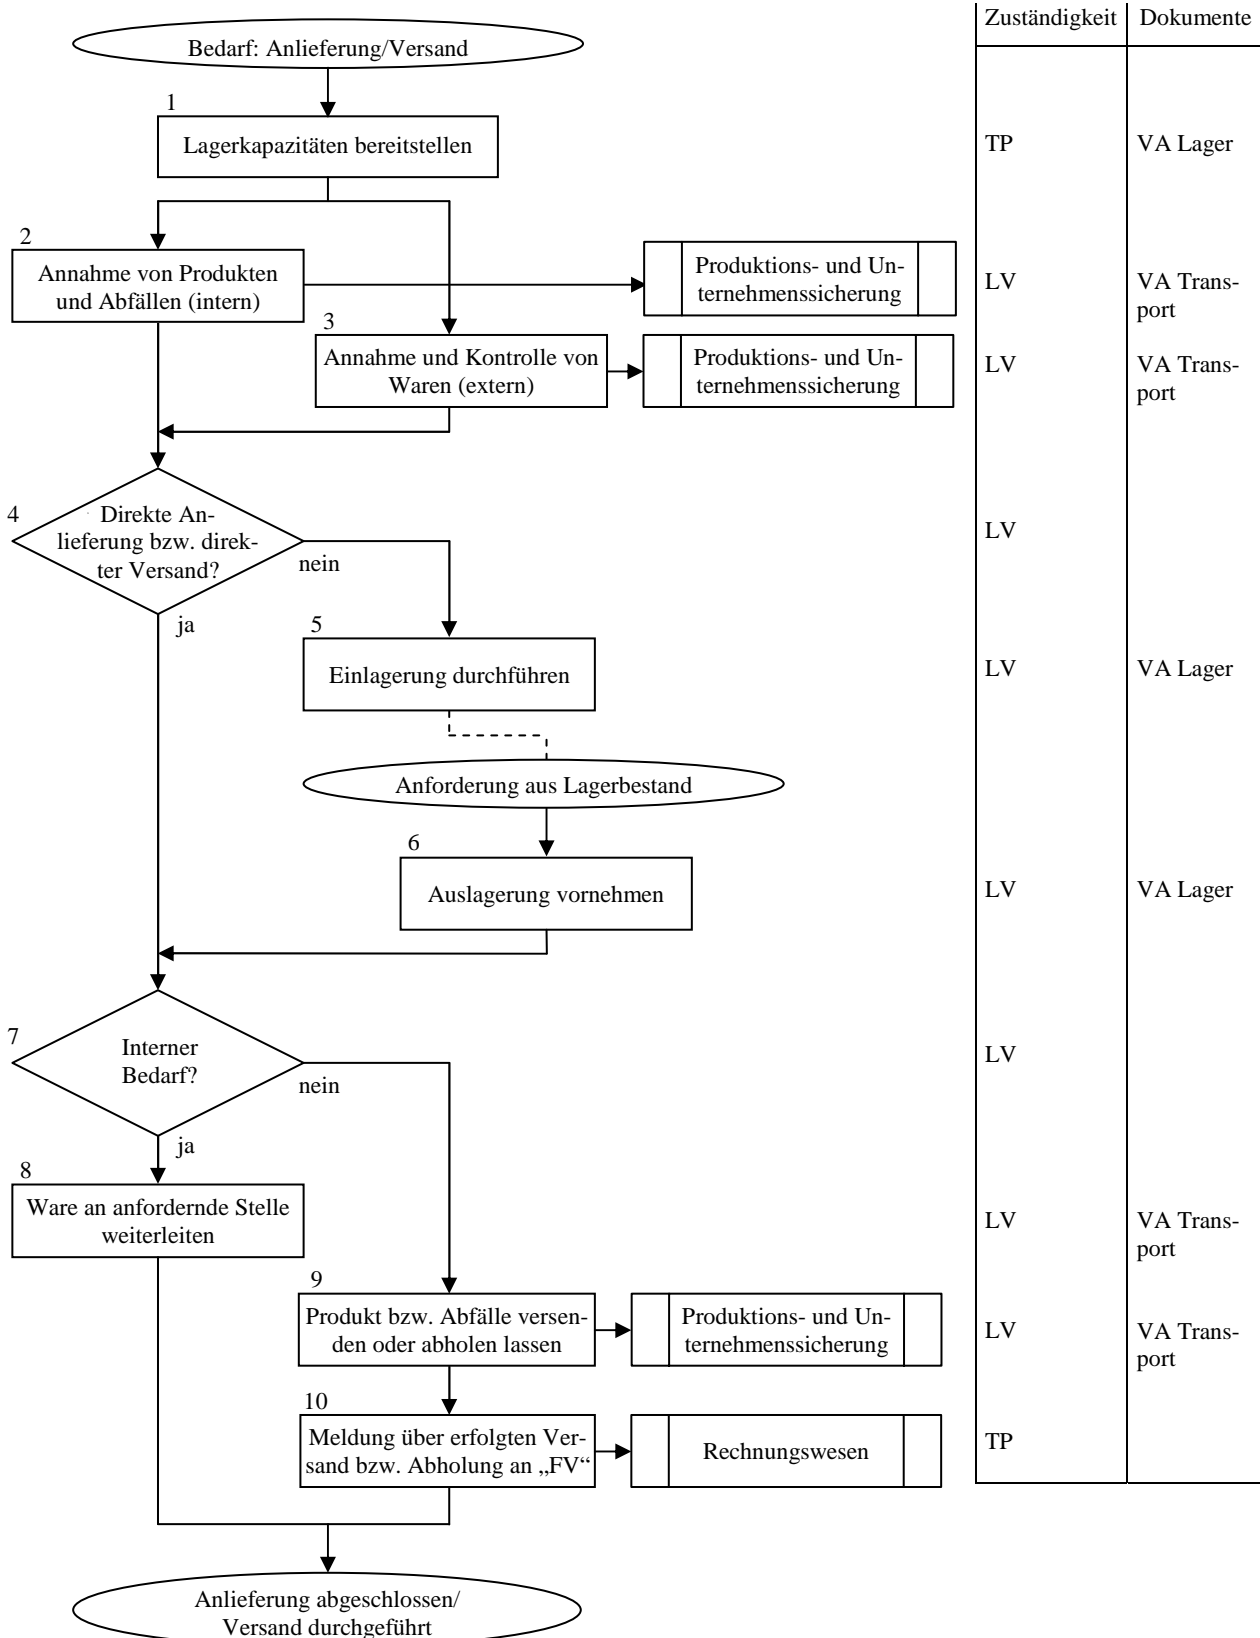 Zuständigkeit Dokumente
Bedarf: Anlieferung/Versand
1
Lagerkapazitäten bereitstellen
TP VA Lager
2
Annahme von Produkten
und Abfällen (intern)
Produktions- und Un-
ternehmenssicherung
LV VA Trans-
port
3
Annahme und Kontrolle von
Waren (extern)
Produktions- und Un-
ternehmenssicherung
LV VA Trans-
port
4
Direkte An-
lieferung bzw. direk-
ter Versand?
nein
ja
LV
5
Einlagerung durchführen
LV VA Lager
Anforderung aus Lagerbestand
6
Auslagerung vornehmen
LV VA Lager
7
Interner
Bedarf?
nein
ja
LV
8
Ware an anfordernde Stelle
weiterleiten
LV VA Trans-
port
9
Produkt bzw. Abfälle versen-
den oder abholen lassen
Produktions- und Un-
ternehmenssicherung
LV VA Trans-
port
10
Meldung über erfolgten Ver-
sand bzw. Abholung an „FV“
Rechnungswesen
TP
Anlieferung abgeschlossen/
Versand durchgeführt